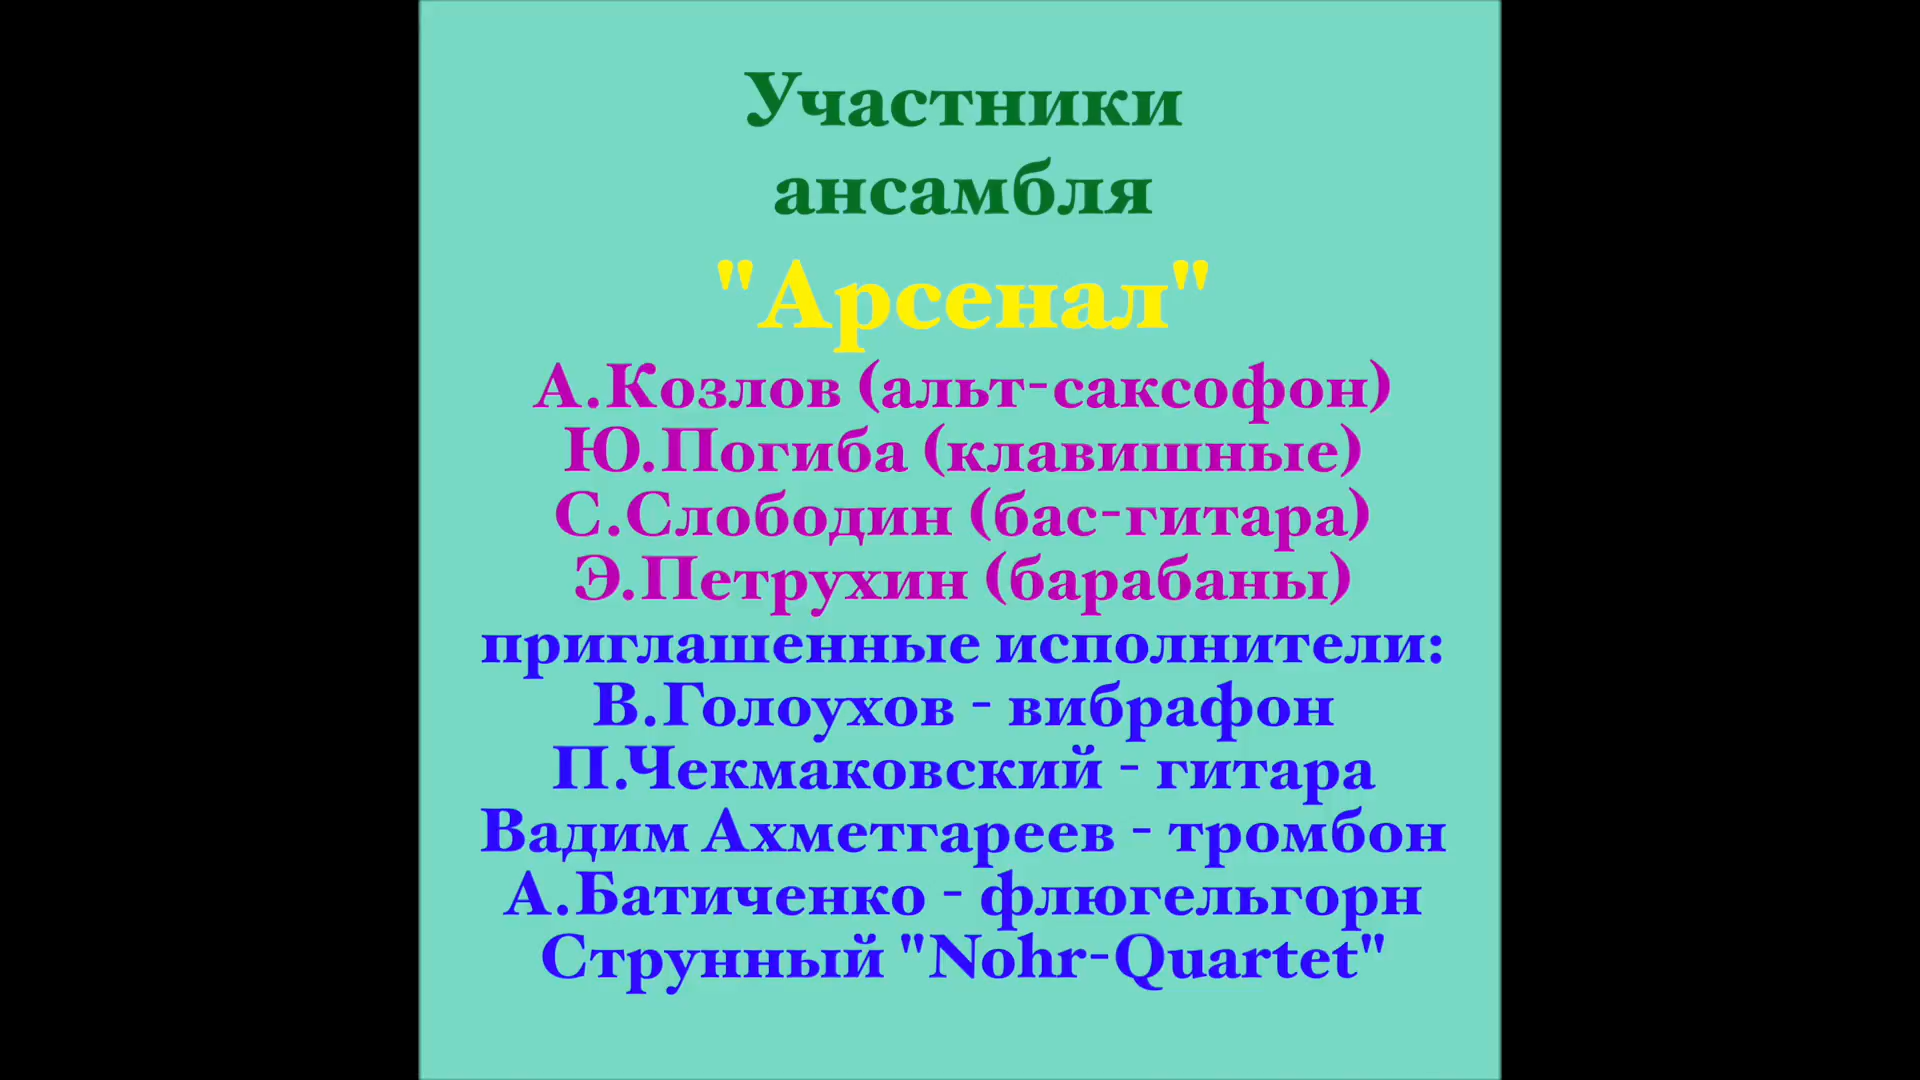 Участники
ансамбля
"Арсенал"
А.Козлов (альт-саксофон)
Ю.Погиба (клавишные)
С.Слободин (бас-гитара)
Э.Петрухин (барабаны)
приглашенные исполнители:
В.Голоухов - вибрафон
П.Чекмаковский - гитара
Вадим Ахметгареев - тромбон
А.Батиченко - флюгельгорн
Струнный "Nohr-Quartet"